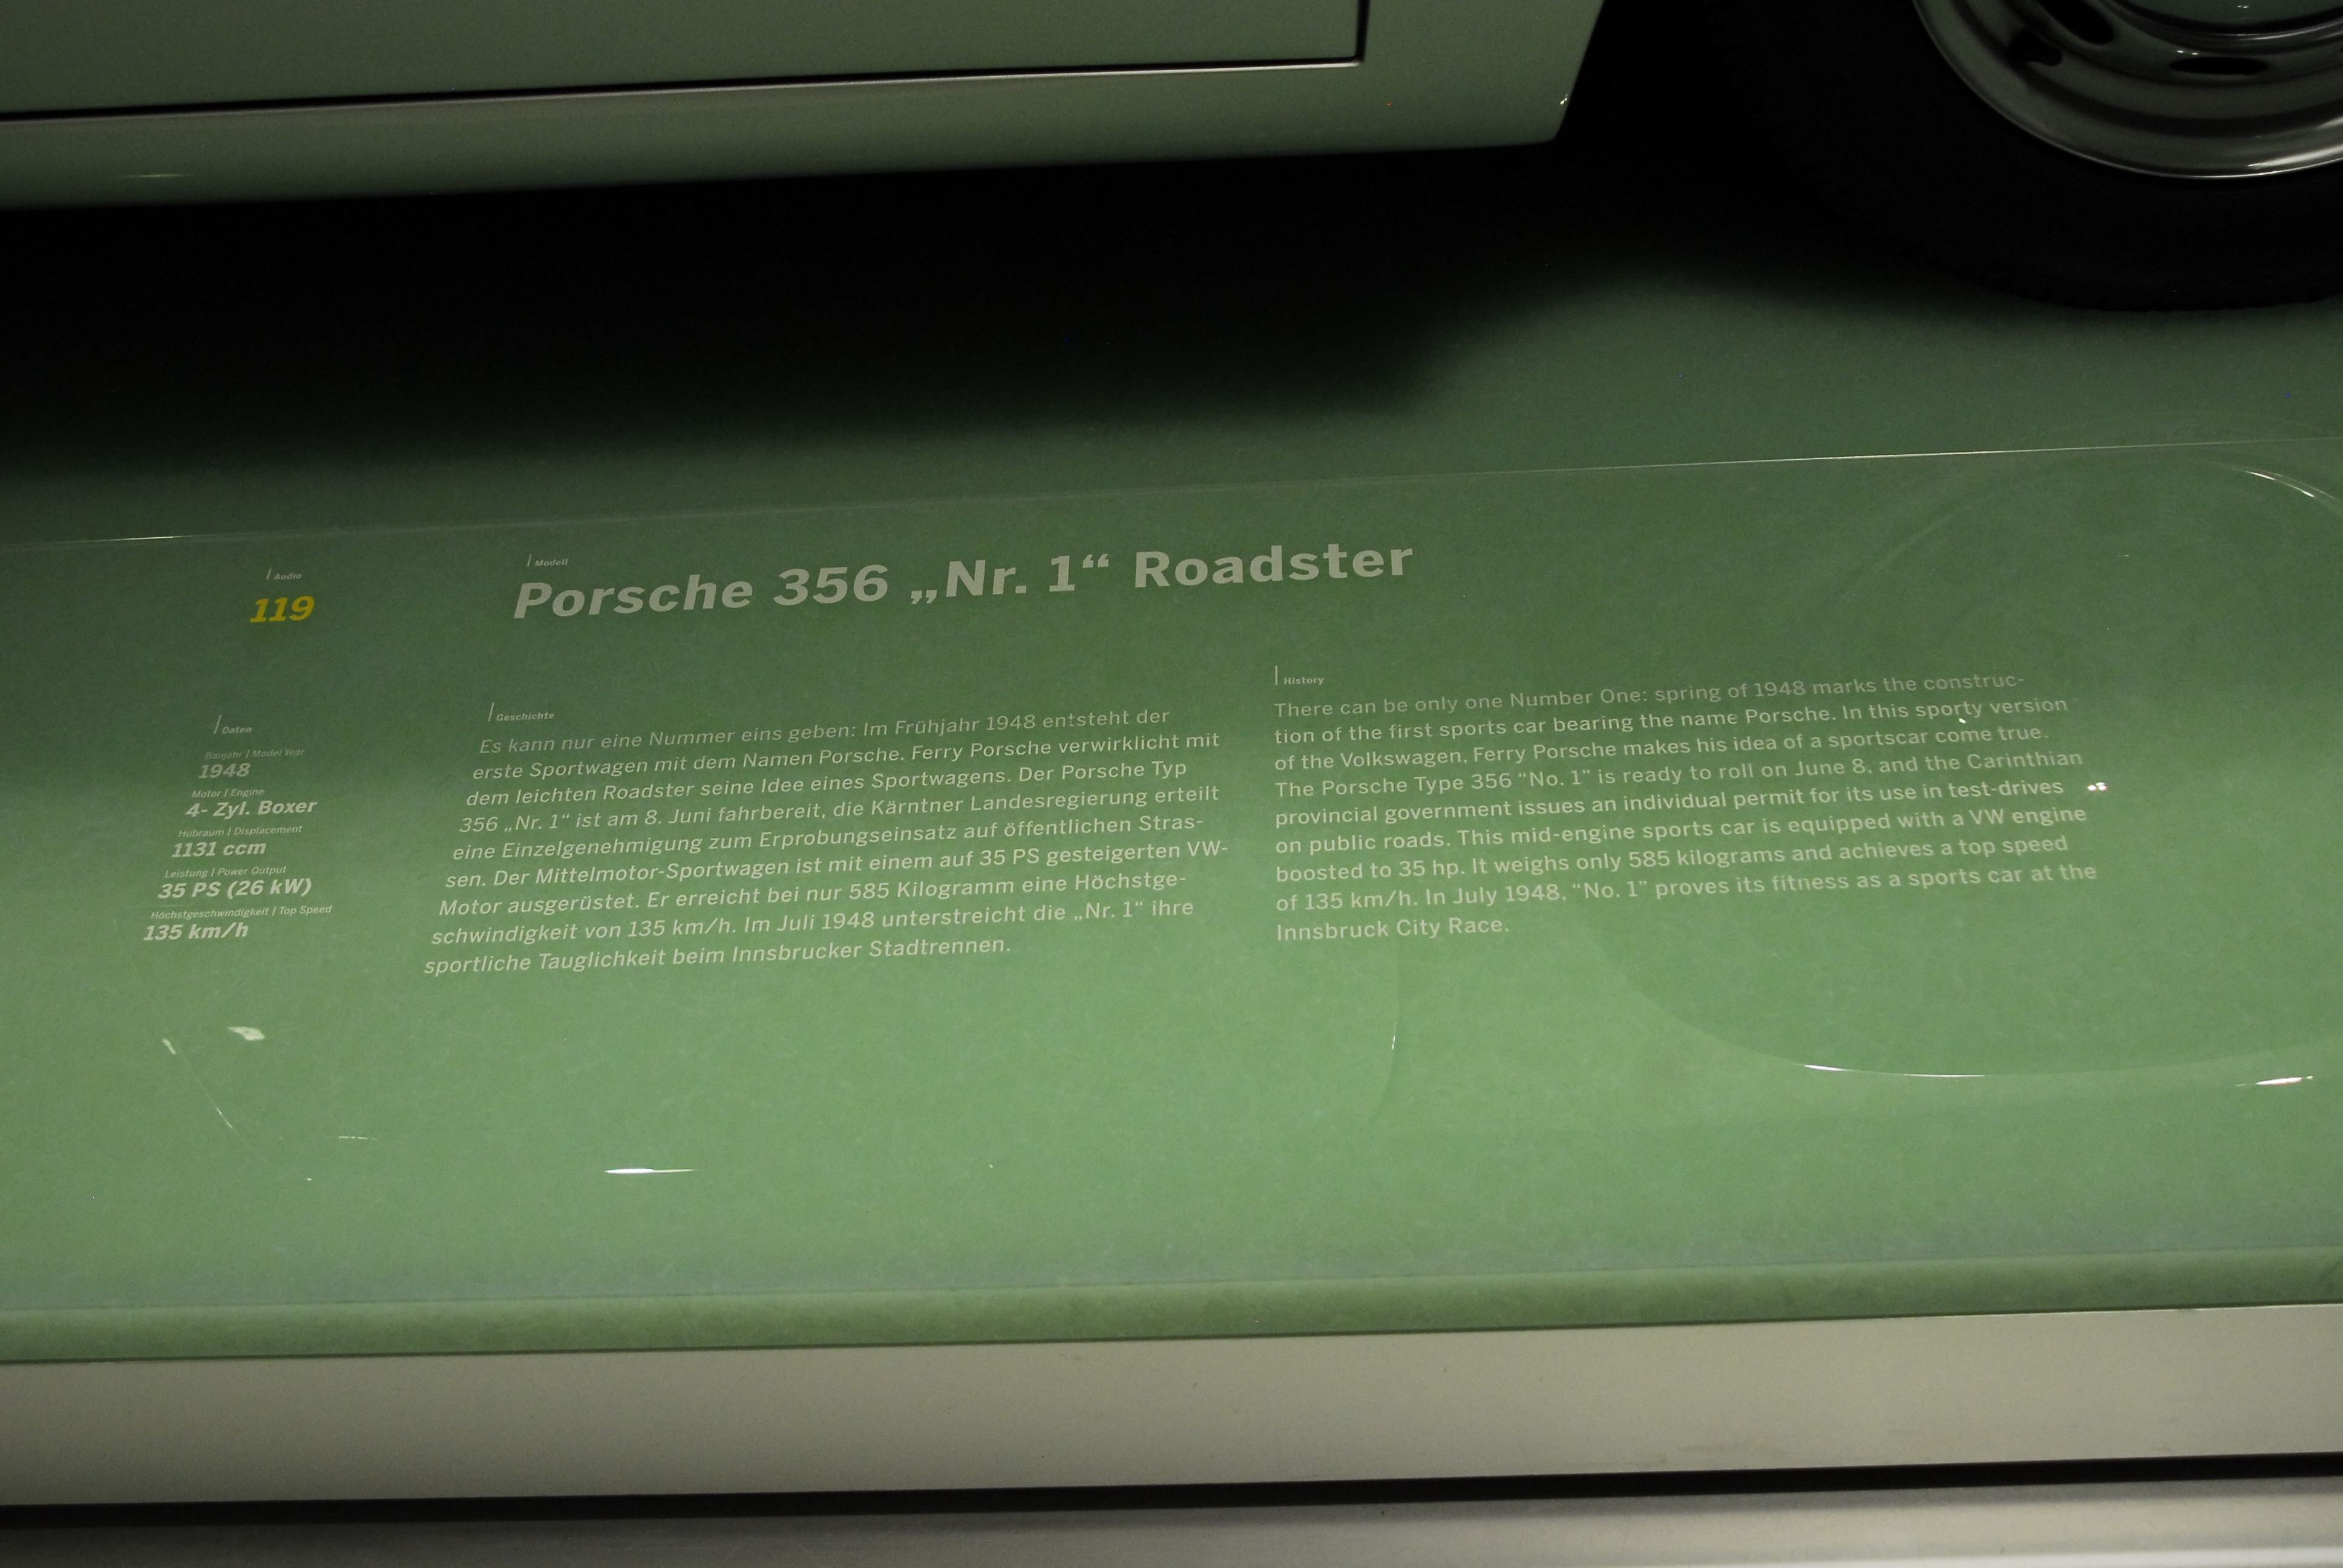 Audio
119
Modell
Porsche 356 „Nr. 1“ Roadster
Daten
Baujahr / Model Year
1948
Motor / Engine
4- Zyl. Boxer
Hubraum / Displacement
1131 ccm
Leistung / Power Output
35 PS (26 kW)
Höchstgeschwindigkeit / Top Speed
135 km/h
Geschichte
Es kann nur eine Nummer eins geben: Im Frühjahr 1948 entsteht der
erste Sportwagen mit dem Namen Porsche. Ferry Porsche verwirklicht mit
dem leichten Roadster seine Idee eines Sportwagens. Der Porsche Typ
356 „Nr. 1“ ist am 8. Juni fahrbereit, die Kärntner Landesregierung erteilt
eine Einzelgenehmigung zum Erprobungseinsatz auf öffentlichen Stras-
sen. Der Mittelmotor-Sportwagen ist mit einem auf 35 PS gesteigerten VW-
Motor ausgerüstet. Er erreicht bei nur 585 Kilogramm eine Höchstge-
schwindigkeit von 135 km/h. Im Juli 1948 unterstreicht die „Nr. 1“ ihre
sportliche Tauglichkeit beim Innsbrucker Stadtrennen.
History
There can be only one Number One: spring of 1948 marks the construc-
tion of the first sports car bearing the name Porsche. In this sporty version
of the Volkswagen, Ferry Porsche makes his idea of a sportscar come true.
The Porsche Type 356 “No. 1” is ready to roll on June 8, and the Carinthian
provincial government issues an individual permit for its use in test-drives
on public roads. This mid-engine sports car is equipped with a VW engine
boosted to 35 hp. It weighs only 585 kilograms and achieves a top speed
of 135 km/h. In July 1948, “No. 1” proves its fitness as a sports car at the
Innsbruck City Race.